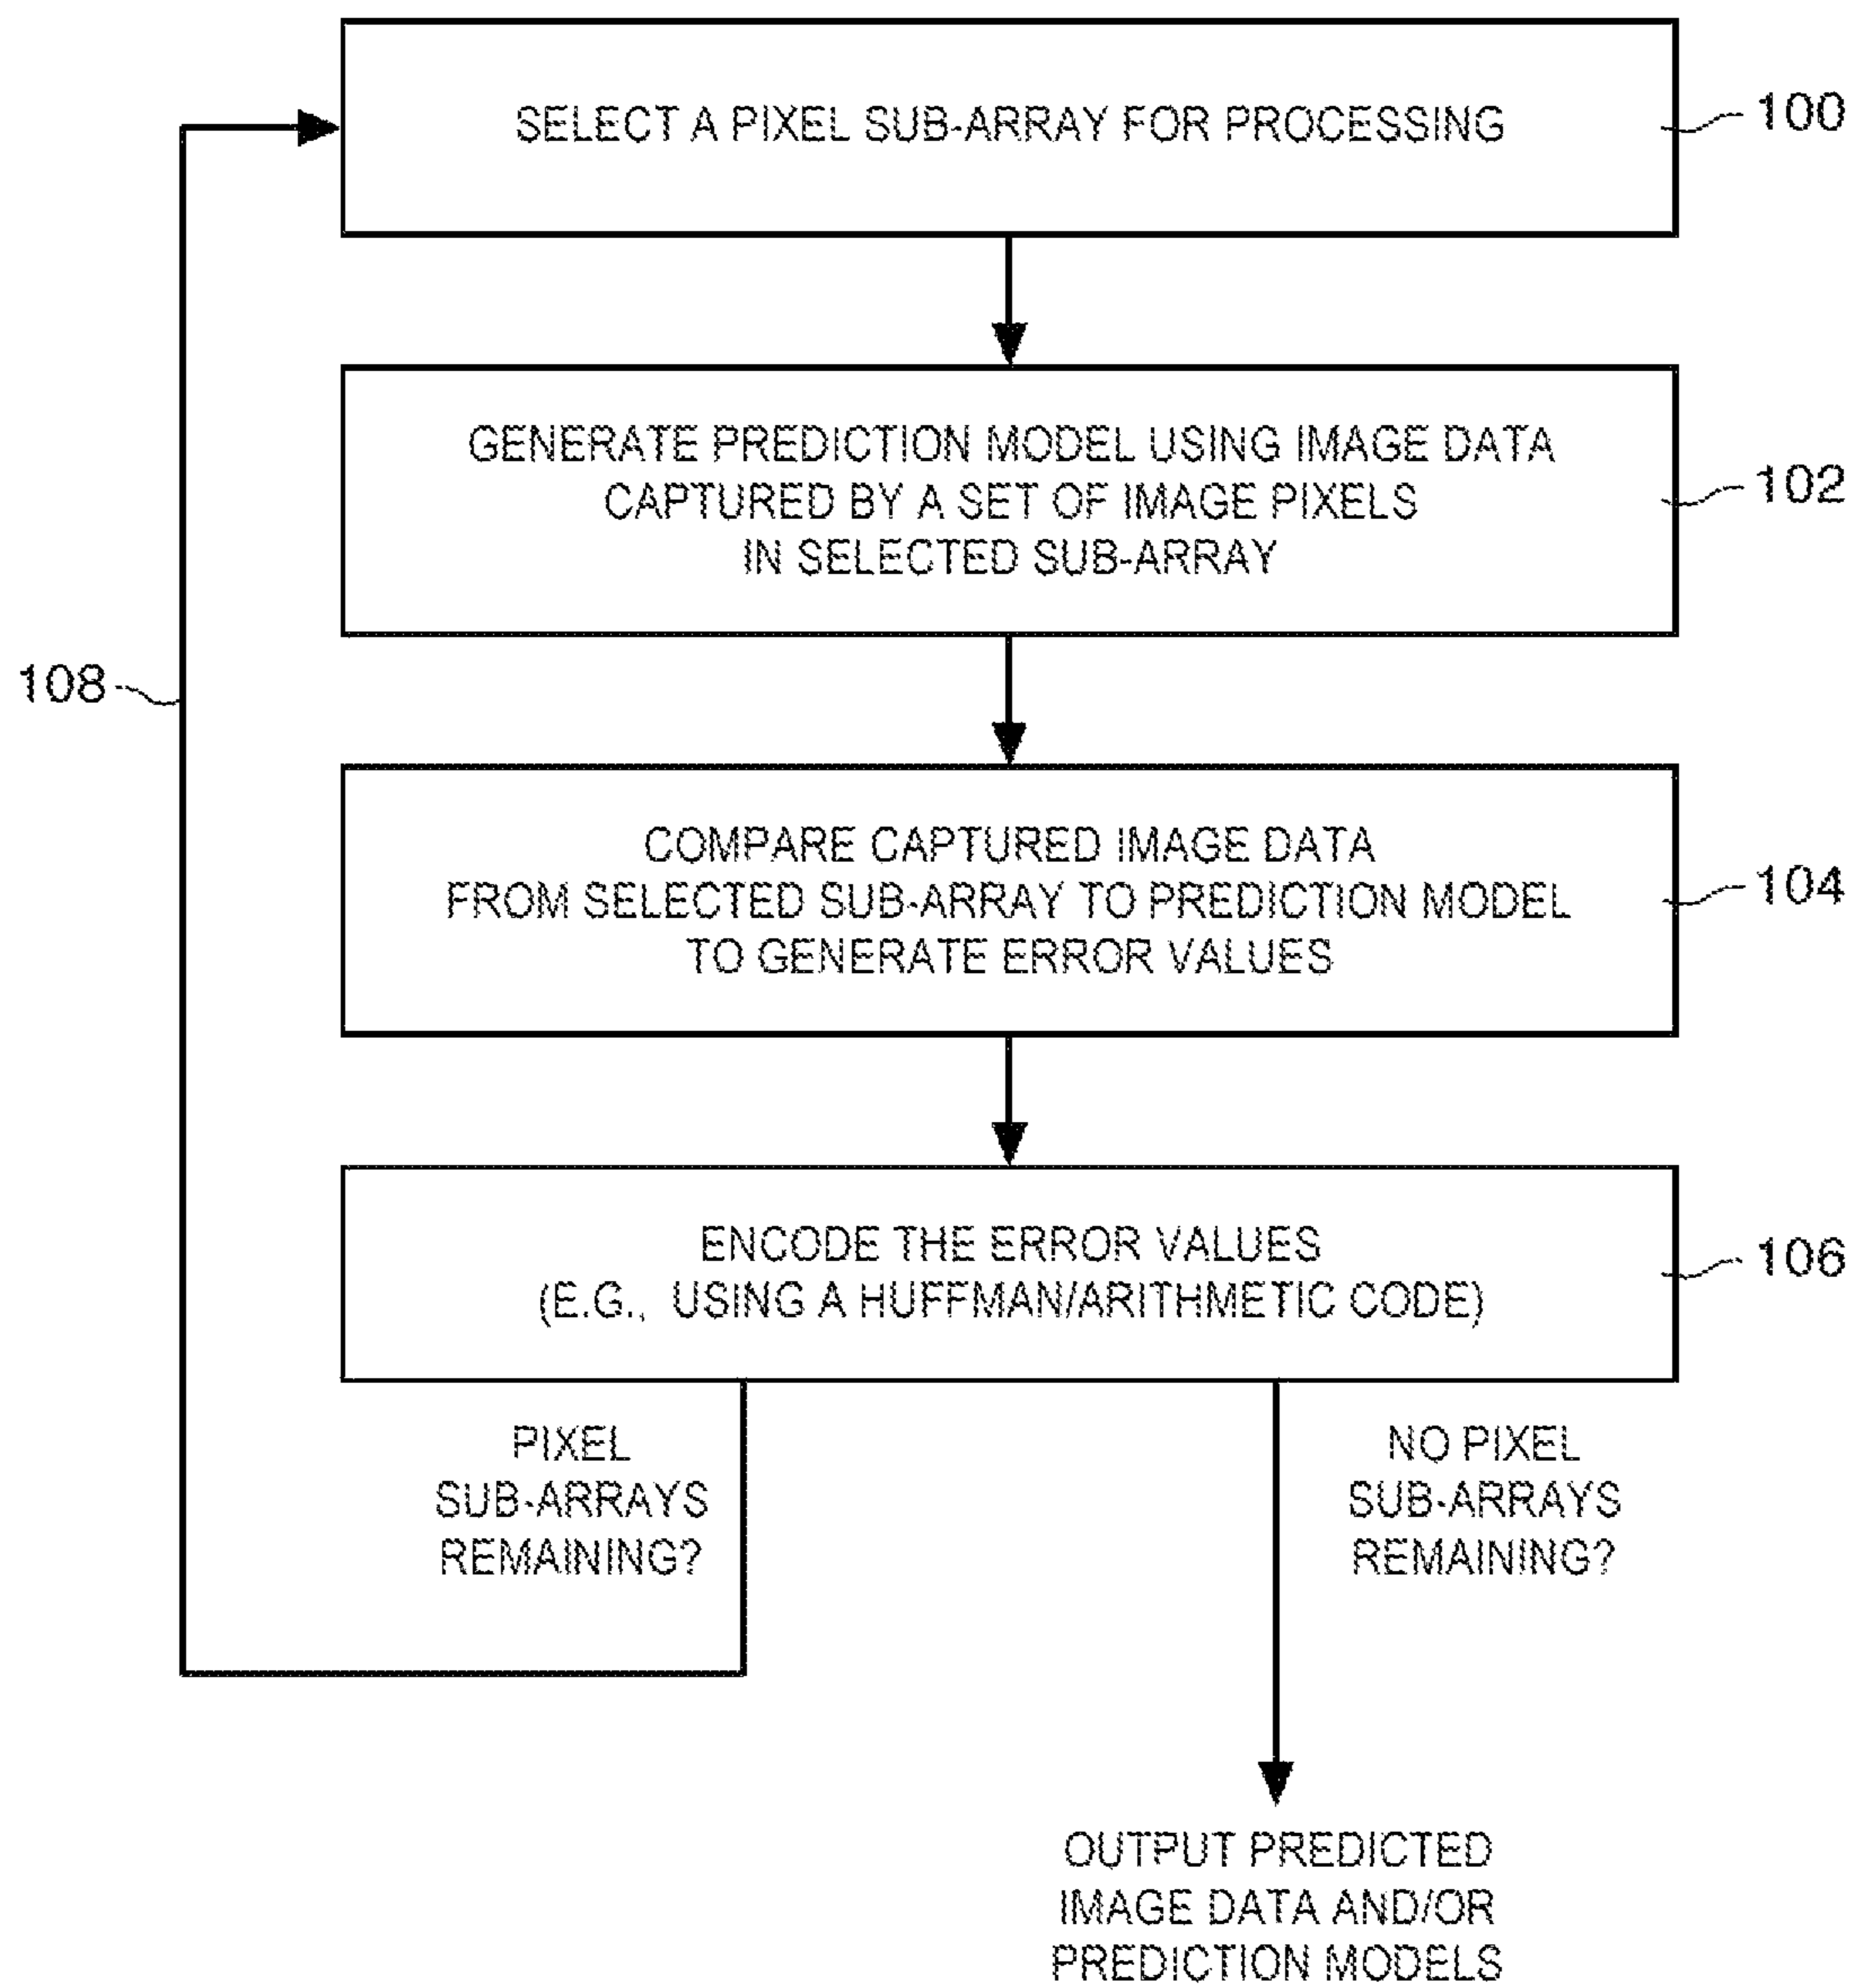 SELECT A PIXEL SUB-ARRAY FOR PROCESSING
100
GENERATE PREDICTION MODEL USING IMAGE DATA
CAPTURED BY A SET OF IMAGE PIXELS
IN SELECTED SUB-ARRAY
102
108
COMPARE CAPTURED IMAGE DATA
FROM SELECTED SUB-ARRAY TO PREDICTION MODEL
TO GENERATE ERROR VALUES
104
ENCODE THE ERROR VALUES
(E.G., USING A HUFFMAN/ARITHMETIC CODE)
106
PIXEL
SUB-ARRAYS
REMAINING?
NO PIXEL
SUB-ARRAYS
REMAINING?
OUTPUT PREDICTED
IMAGE DATA AND/OR
PREDICTION MODELS